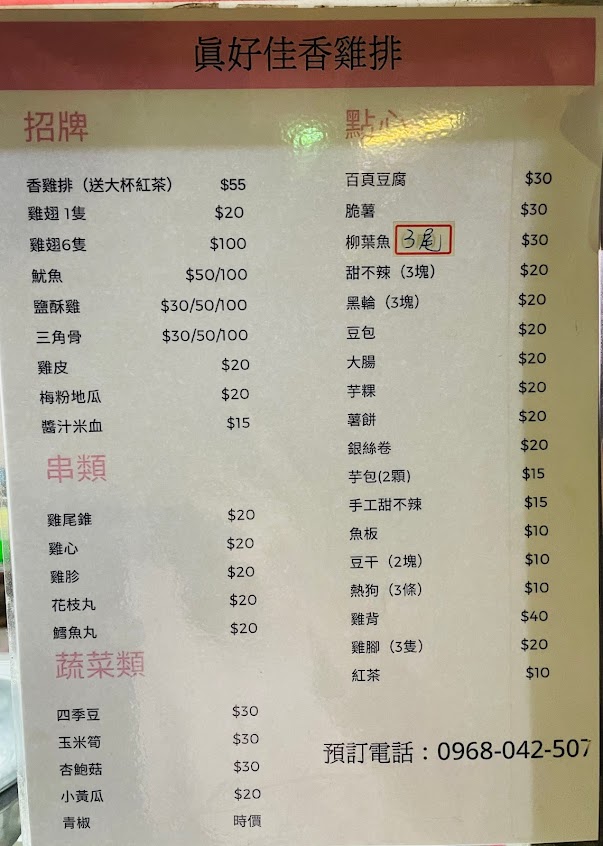 眞好佳香雞排
招牌
香雞排（送大杯紅茶） $55
雞翅 1隻 $20
雞翅6隻 $100
魷魚 $50/100
鹽酥雞 $30/50/100
三角骨 $30/50/100
雞皮 $20
梅粉地瓜 $20
醬汁米血 $15
串類
雞尾錐 $20
雞心 $20
雞胗 $20
花枝丸 $20
鱈魚丸 $20
蔬菜類
四季豆 $30
玉米筍 $30
杏鮑菇 $30
小黃瓜 $20
青椒 時價
點心
百頁豆腐 $30
脆薯 $30
柳葉魚 3尾 $30
甜不辣（3塊） $20
黑輪（3塊） $20
豆包 $20
大腸 $20
芋粿 $20
薯餅 $20
銀絲卷 $20
芋包(2顆) $15
手工甜不辣 $15
魚板 $10
豆干（2塊） $10
熱狗（3條） $10
雞背 $40
雞腳（3隻） $20
紅茶 $10
預訂電話：0968-042-507